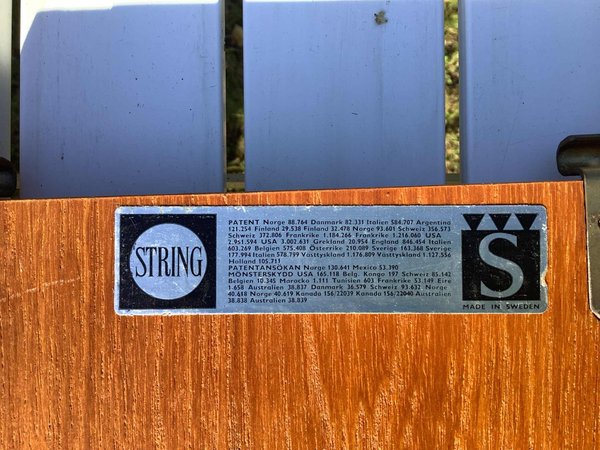 STRING
PATENT Norge 88.764 Danmark 82.331 Italien 584.707 Argentina
121.254 Finland 29.538 Finland 32.478 Norge 93.601 Schweiz 356.573
Schweiz 372.806 Frankrike 1.184.266 Frankrike 1.216.060 USA
2.951.594 USA 3.002.631 Grekland 20.954 England 846.454 Italien
603.269 Belgien 575.408 Österrike 210.089 Sverige 163.368 Sverige
177.994 Italien 578.759 Västtyskland 1.176.809 Västtyskland 1.127.556
Holland 105.711
PATENTANSÖKAN Norge 130.641 Mexico 53.390
MÖNSTERSKYDD USA 165.118 Belg. Kongo 197 Schweiz 85.142
Belgien 10.345 Marocko 1.111 Tunisien 603 Frankrike 53.149 Eire
1.658 Australien 38.837 Danmark 36.579 Schweiz 93.632 Norge
40.618 Norge 40.619 Kanada 156/22039 Kanada 156/22040 Australien
38.838 Australien 38.839
S
MADE IN SWEDEN